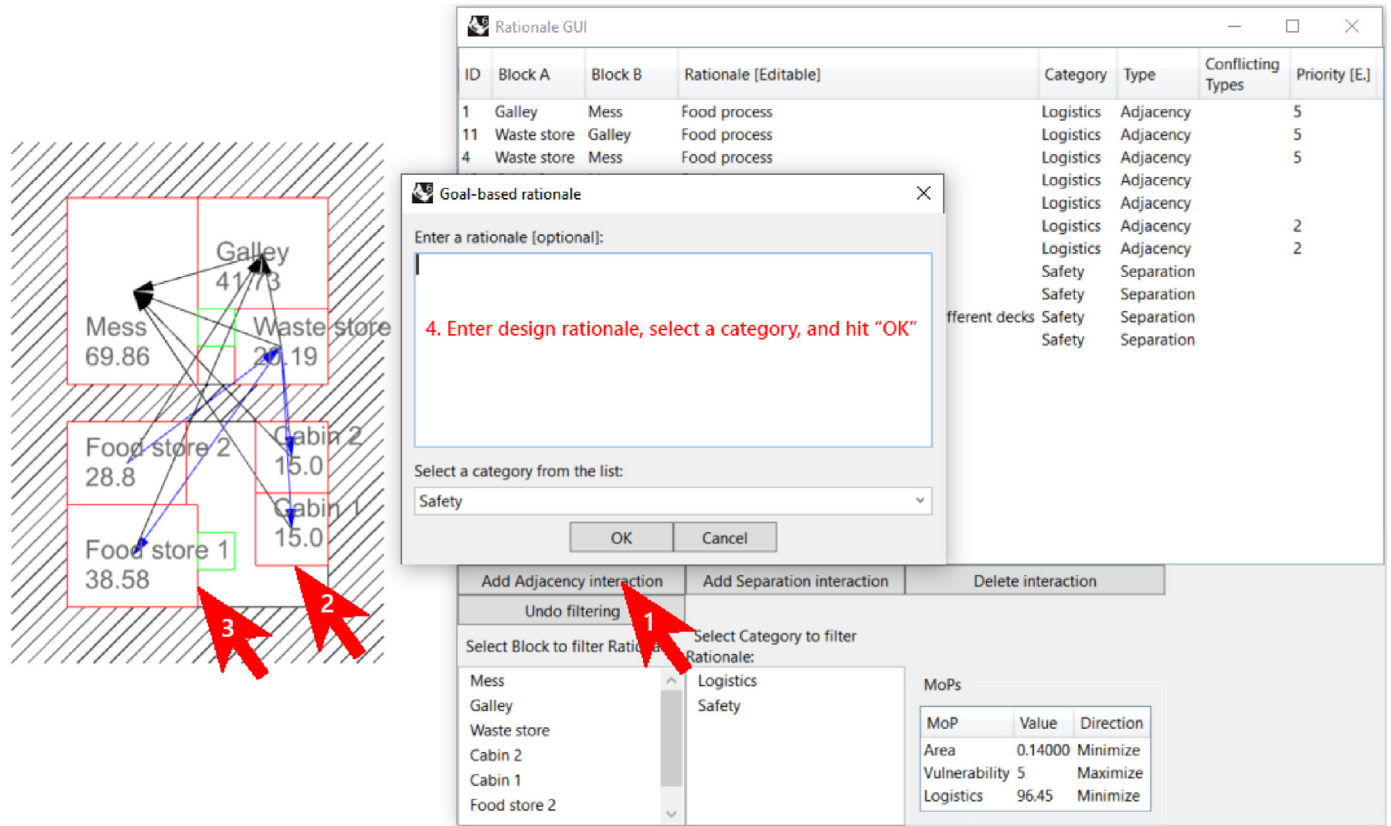 Rationale GUI
ID Block A Block B Rationale [Editable] Category Type Conflicting Types Priority [E.]
1 Galley Mess Food process Logistics Adjacency 5
11 Waste store Galley Food process Logistics Adjacency 5
4 Waste store Mess Food process Logistics Adjacency 5
Logistics Adjacency
Logistics Adjacency
Logistics Adjacency 2
Logistics Adjacency 2
Safety Separation
Safety Separation
fferent decks Safety Separation
Safety Separation
Goal-based rationale
Enter a rationale [optional]:
4. Enter design rationale, select a category, and hit “OK”
Select a category from the list:
Safety
OK Cancel
Galley
41.73
Mess
69.86
Waste store
Food store 2
28.8
Cabin 2
15.0
Cabin 1
15.0
Food store 1
38.58
2
3
Add Adjacency interaction Add Separation interaction Delete interaction
Undo filtering
1
Select Block to filter
Select Category to filter
Rationale:
Mess
Galley
Waste store
Cabin 2
Cabin 1
Food store 2
Logistics
Safety
MoPs
MoP Value Direction
Area 0.14000 Minimize
Vulnerability 5 Maximize
Logistics 96.45 Minimize